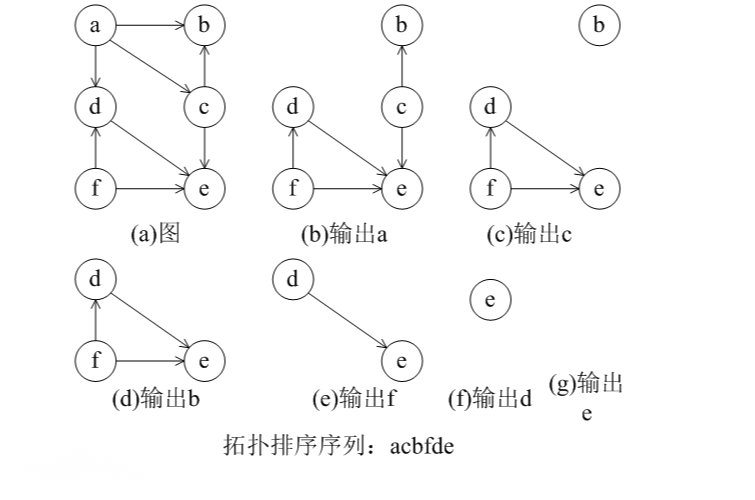 a b b b
d c d c d
f e f e f e
(a)图 (b)输出a (c)输出c
d d e
f e e
(d)输出b (e)输出f (f)输出d (g)输出
e
拓扑排序序列：acbfde